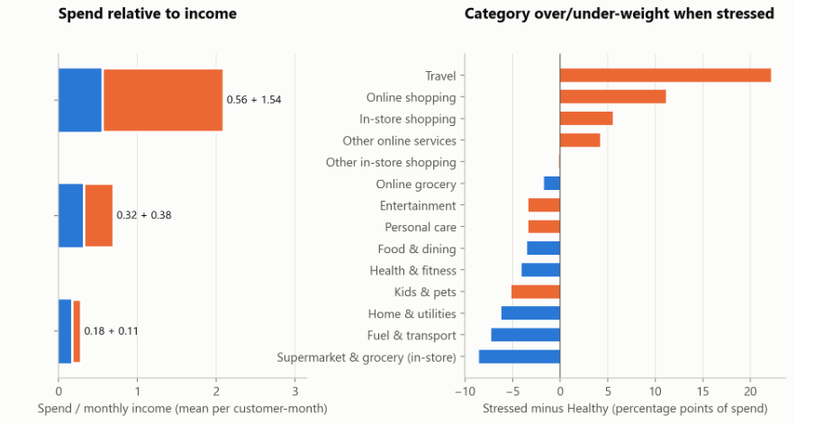 Spend relative to income
0.56 + 1.54
0.32 + 0.38
0.18 + 0.11
0
1
2
3
Spend / monthly income (mean per customer-month)
Category over/under-weight when stressed
Travel
Online shopping
In-store shopping
Other online services
Other in-store shopping
Online grocery
Entertainment
Personal care
Food & dining
Health & fitness
Kids & pets
Home & utilities
Fuel & transport
Supermarket & grocery (in-store)
−10
−5
0
5
10
15
20
Stressed minus Healthy (percentage points of spend)